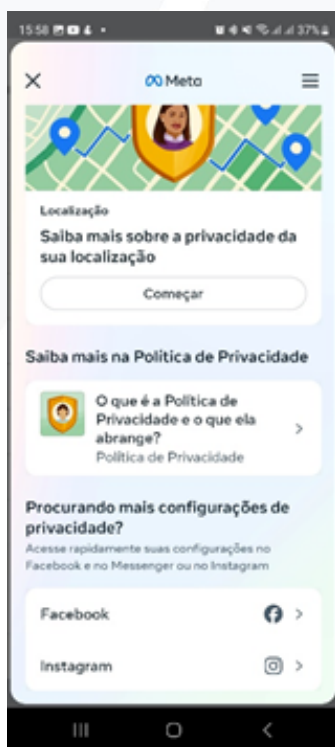 15:58
37%
Meta
Localização
Saiba mais sobre a privacidade da
sua localização
Começar
Saiba mais na Política de Privacidade
O que é a Política de
Privacidade e o que ela
abrange?
Política de Privacidade
Procurando mais configurações de
privacidade?
Acesse rapidamente suas configurações no
Facebook e no Messenger ou no Instagram
Facebook
Instagram